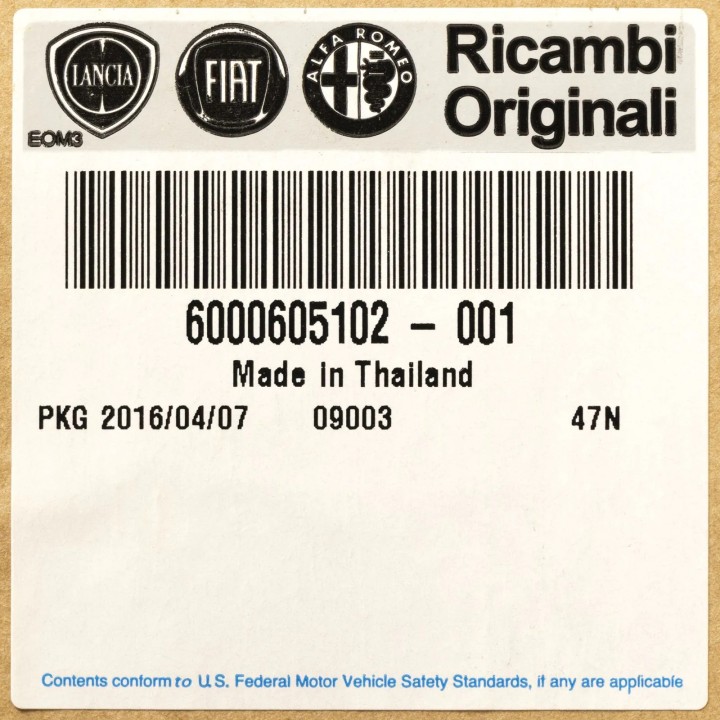 LANCIA
FIAT
ALFA ROMEO
Ricambi
Originali
EOM3
6000605102 - 001
Made in Thailand
PKG 2016/04/07 09003 47N
Contents conform to U.S. Federal Motor Vehicle Safety Standards, if any are applicable